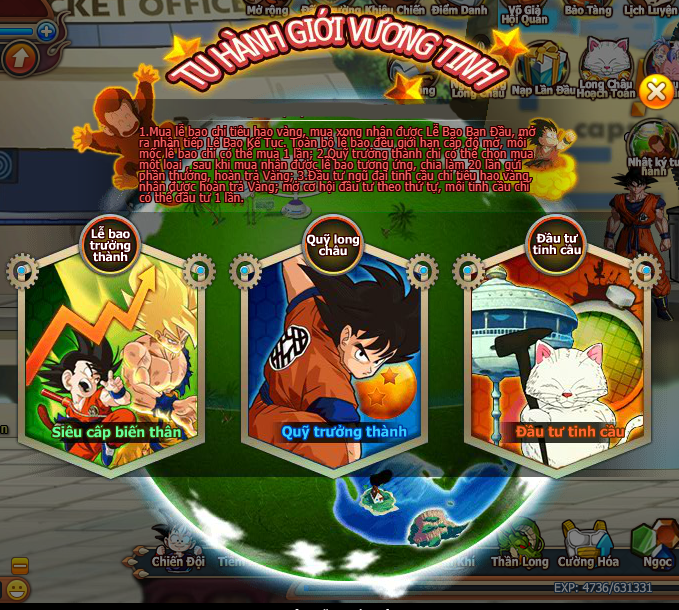 CKET OFFICE
Mở rộng
Khiêu Chiến
Điểm Danh
Võ Giả
Hội Quán
Bảo Tàng
Lịch Luyện
TU HÀNH GIỚI VƯƠNG TINH
Nạp Lần Đầu
Long Châu
Hoạch Toán
1.Mua lễ bao chỉ tiêu hao vàng, mua xong nhận được Lễ Bao Ban Đầu, mở
ra nhận tiếp Lễ Bao Kế Tục, Toàn bộ lễ bao đều giới hạn cấp độ mở, mỗi
mốc lễ bao chỉ có thể mua 1 lần; 2.Quỹ trưởng thành chỉ có thể chọn mua
một loại , sau khi mua nhận được lễ bao tương ứng, chia làm 20 lần gửi
phần thưởng, hoàn trả Vàng; 3.Đầu tư ngũ đại tinh cầu chỉ tiêu hao vàng,
nhận được hoàn trả Vàng; mở cơ hội đầu tư theo thứ tự, mỗi tinh cầu chỉ
có thể đầu tư 1 lần.
Nhật ký tu
hành
Lễ bao
trưởng
thành
Quỹ long
châu
Đầu tư
tinh cầu
Siêu cấp biến thân
Quỹ trưởng thành
Đầu tư tinh cầu
Chiến Đội
Thần Long
Cường Hóa
Ngọc
EXP: 4736/631331